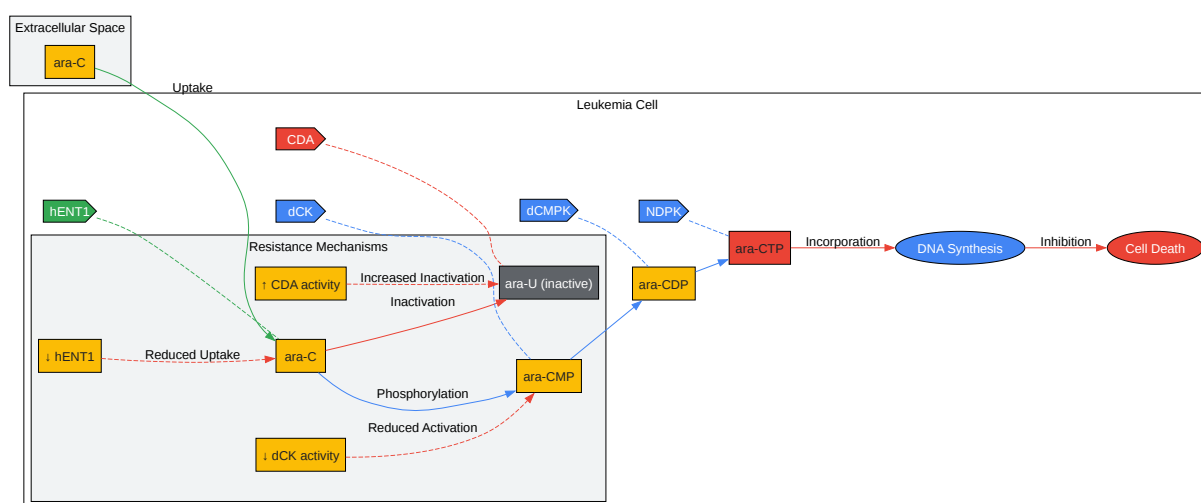 Extracellular Space
ara-C
Uptake
Leukemia Cell
CDA
hENT1
dCK
dCMPK
NDPK
Resistance Mechanisms
ara-CTP
Incorporation
DNA Synthesis
Inhibition
Cell Death
↑ CDA activity
Increased Inactivation
ara-U (inactive)
ara-CDP
Inactivation
↓ hENT1
Reduced Uptake
ara-C
ara-CMP
Phosphorylation
Reduced Activation
↓ dCK activity